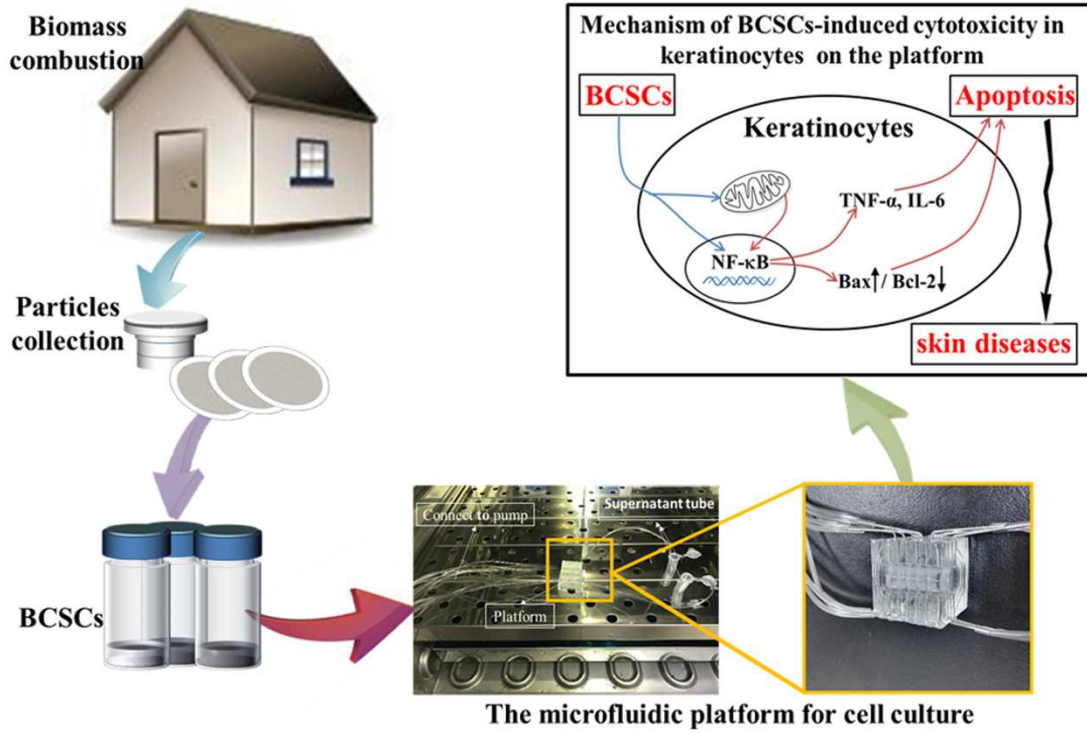 Biomass
combustion
Particles
collection
BCSCs
Connect to pump
Supernatant tube
Platform
The microfluidic platform for cell culture
Mechanism of BCSCs-induced cytotoxicity in
keratinocytes on the platform
BCSCs
Apoptosis
Keratinocytes
TNF-α, IL-6
NF-κB
Bax↑/ Bcl-2↓
skin diseases